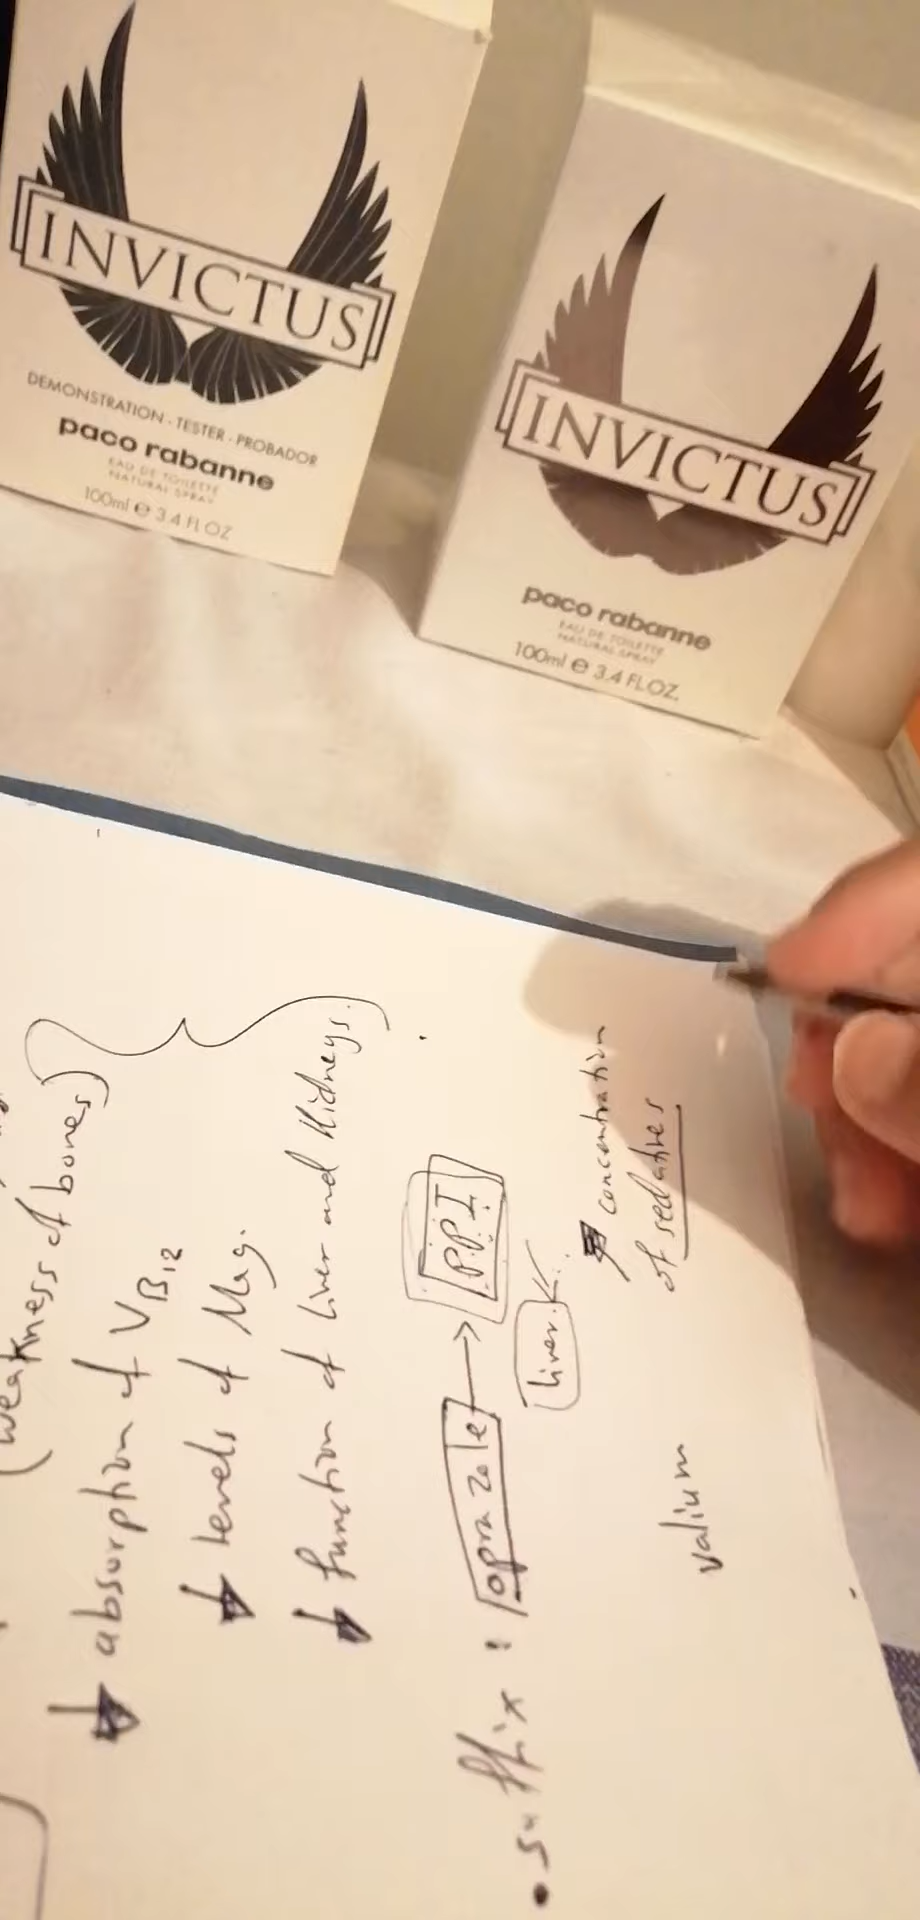 INVICTUS
DEMONSTRATION - TESTER - PROBADOR
paco rabanne
EAU DE TOILETTE
NATURAL SPRAY
100ml e 3.4 FL OZ
INVICTUS
paco rabanne
EAU DE TOILETTE
NATURAL SPRAY
100ml e 3.4 FL OZ.
(weakness of bones)
↓ absorption of VB12
↓ levels of Mag.
↓ function of liver and Kidneys.
• suffix : oprazole → P.P.I
liver
concentration
of sedatives
valium